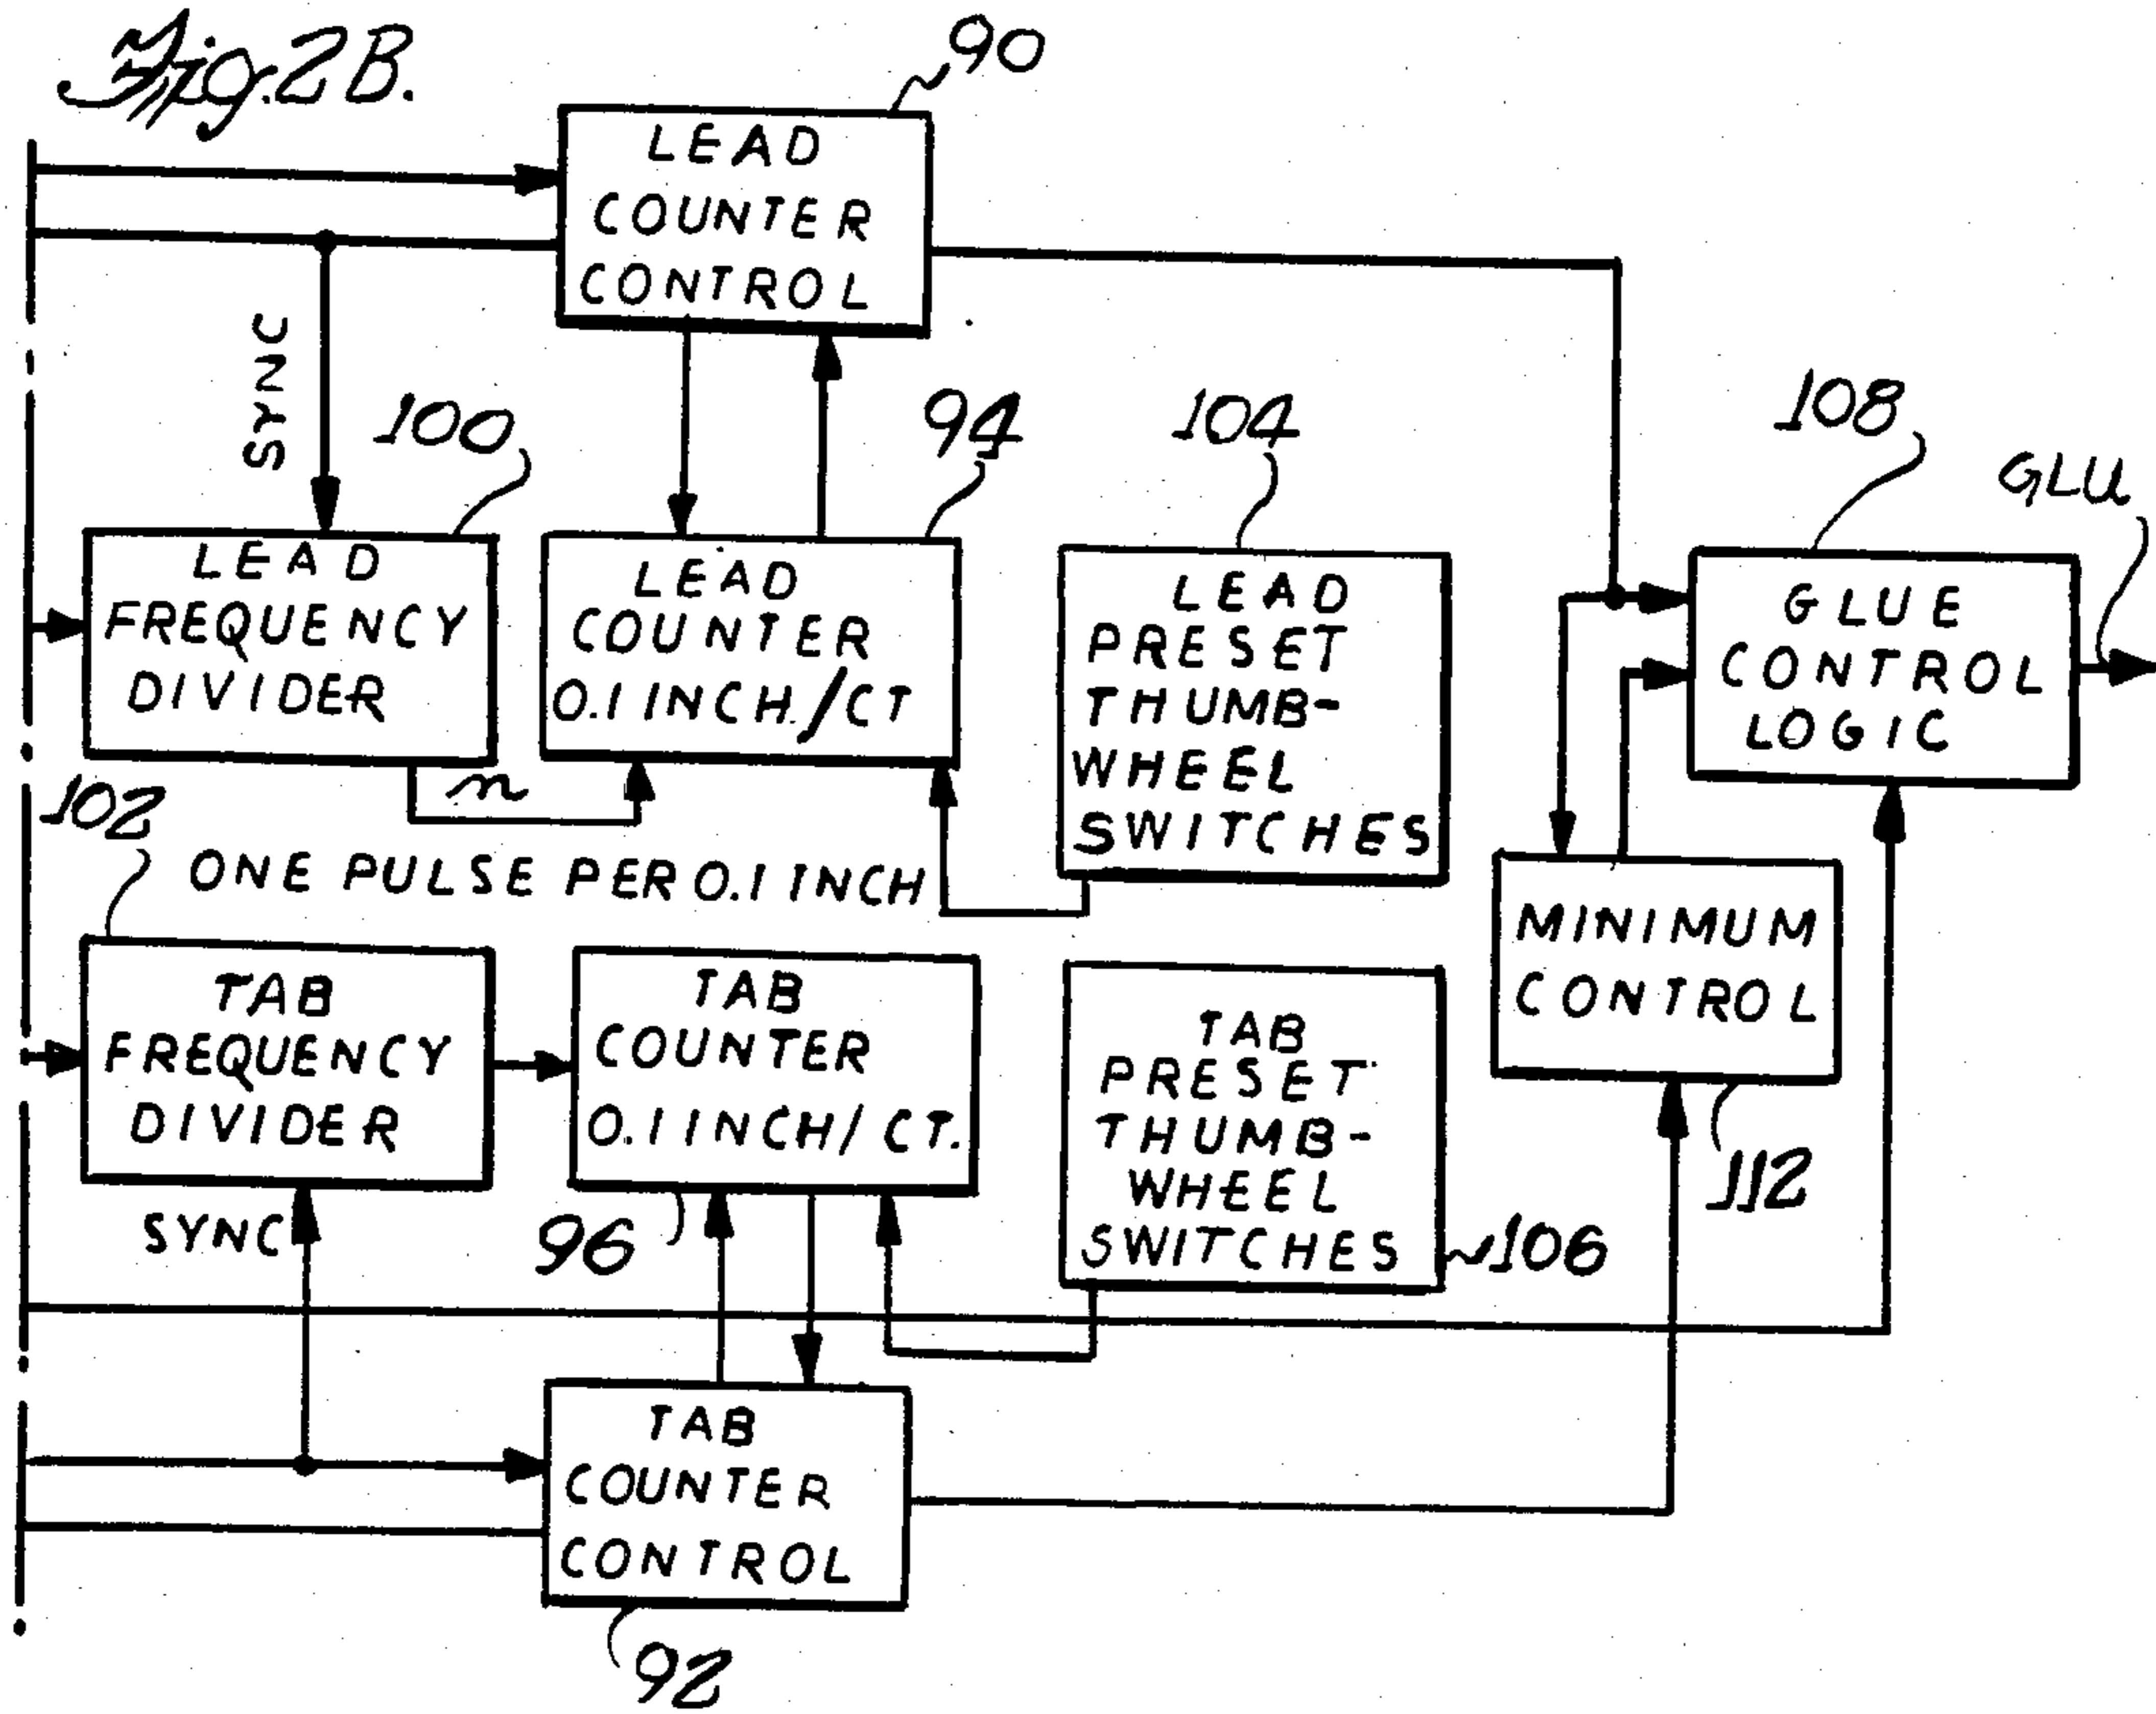 Fig. 2B.
90
LEAD
COUNTER
CONTROL
SYNC
100
94
104
108
GLU
LEAD
FREQUENCY
DIVIDER
LEAD
COUNTER
0.1 INCH./CT
LEAD
PRESET
THUMB-
WHEEL
SWITCHES
GLUE
CONTROL
LOGIC
n
102
ONE PULSE PER 0.1 INCH
TAB
FREQUENCY
DIVIDER
TAB
COUNTER
0.1 INCH/CT.
TAB
PRESET
THUMB-
WHEEL
SWITCHES
MINIMUM
CONTROL
112
SYNC
96
106
TAB
COUNTER
CONTROL
92